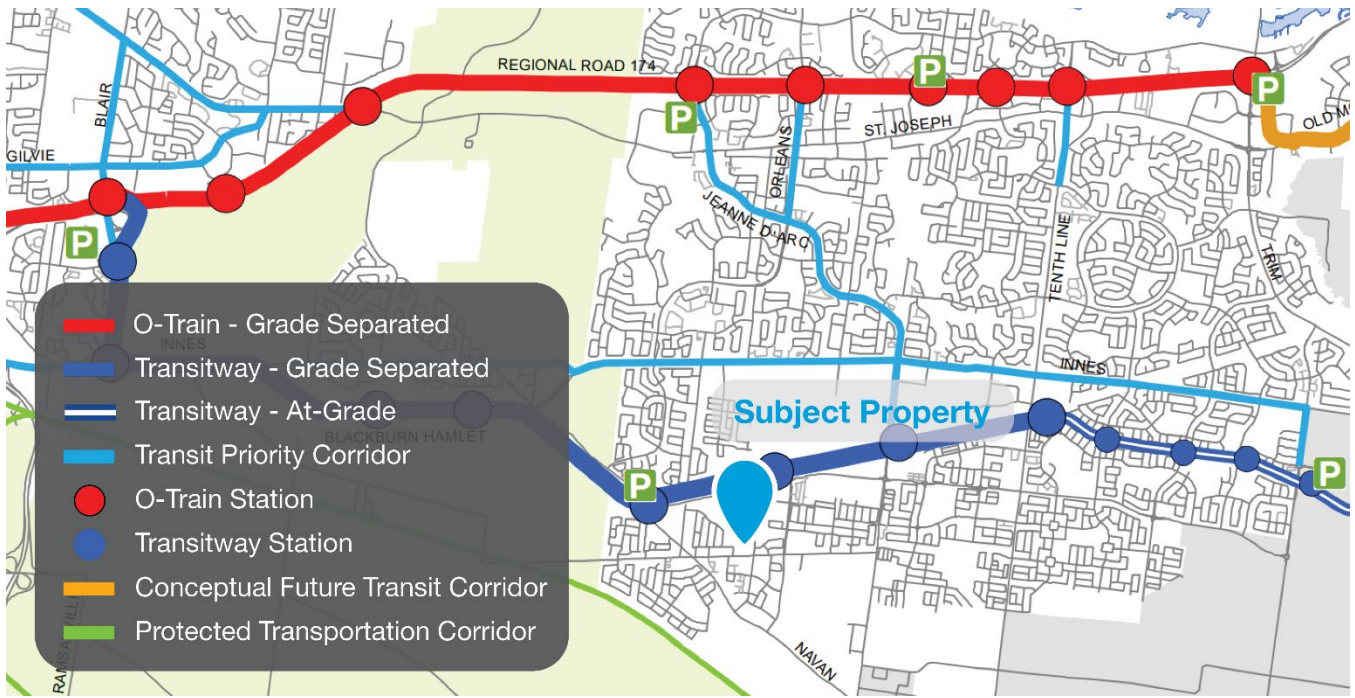 REGIONAL ROAD 174
P
P
P
BLAIR
ST. JOSEPH
ORLEANS
GILVIE
JEANNE D'ARC
TENTH LINE
TRIM
P
O-Train - Grade Separated
INNES
Transitway - Grade Separated
INNES
Transitway - At-Grade
Subject Property
BLACKBURN HAMLET
Transit Priority Corridor
P
P
O-Train Station
Transitway Station
Conceptual Future Transit Corridor
Protected Transportation Corridor
NAVAN